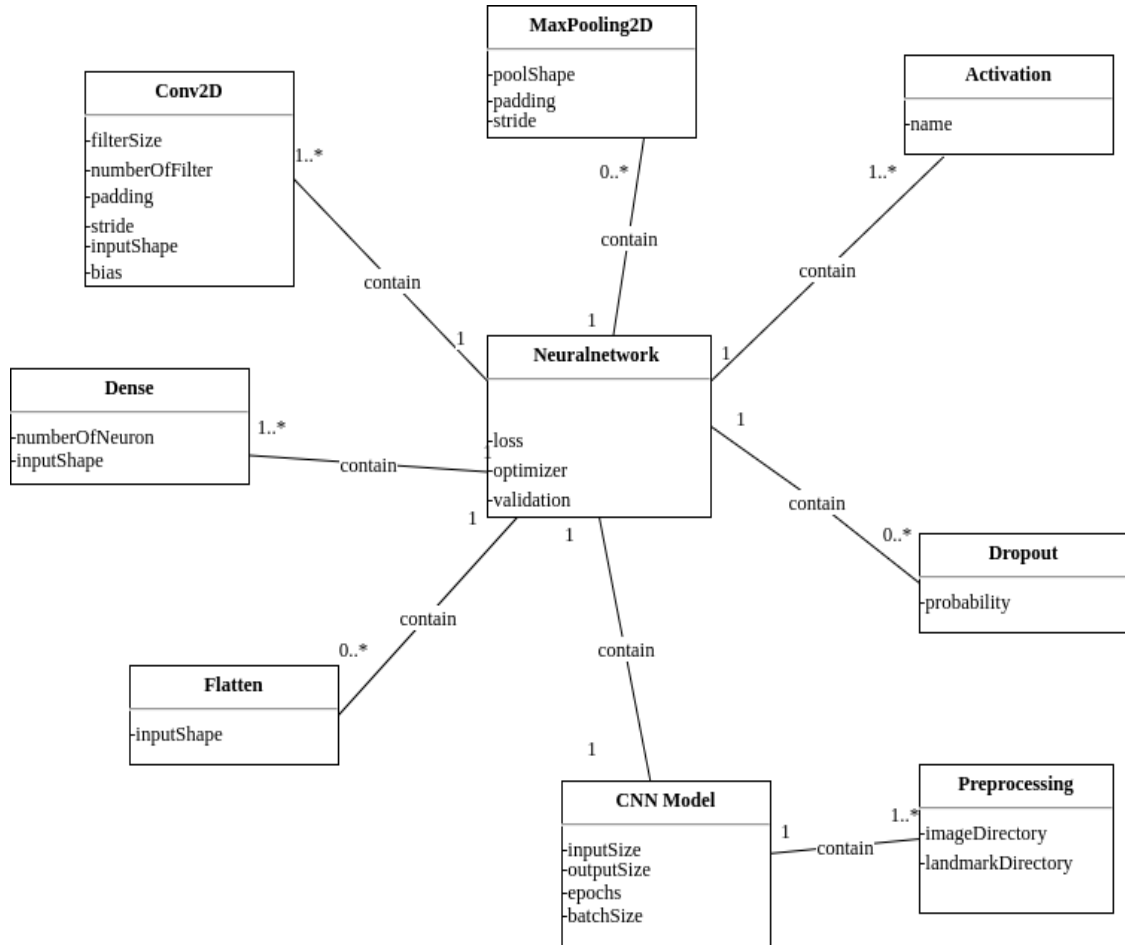 MaxPooling2D
-poolShape
-padding
-stride
Activation
-name
Conv2D
-filterSize
-numberOfFilter
-padding
-stride
-inputShape
-bias
1..*
0..*
1..*
contain
contain
contain
1
1
1
Neuralnetwork
-loss
-optimizer
-validation
Dense
-numberOfNeuron
-inputShape
1..*
contain
1
1
contain
0..*
Dropout
-probability
1
1
contain
0..*
contain
Flatten
-inputShape
1
CNN Model
-inputSize
-outputSize
-epochs
-batchSize
1
contain
1..*
Preprocessing
-imageDirectory
-landmarkDirectory